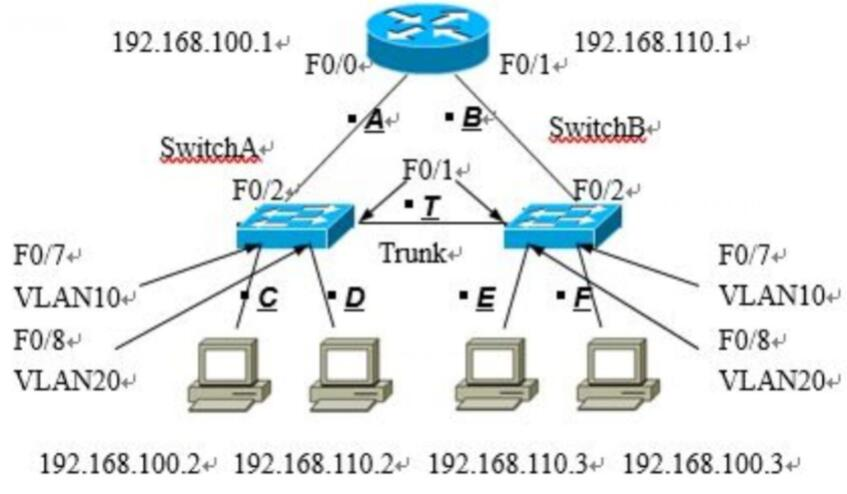 192.168.100.1↵
192.168.110.1↵
F0/0
F0/1↵
▪ A↵
▪ B↵
SwitchA↵
SwitchB↵
F0/1↵
F0/2↵
F0/2↵
▪ T↵
Trunk↵
F0/7↵
VLAN10↵
F0/8↵
VLAN20↵
▪ C
▪ D
▪ E
▪ F
F0/7↵
VLAN10↵
F0/8↵
VLAN20↵
192.168.100.2↵ 192.168.110.2↵ 192.168.110.3↵ 192.168.100.3↵